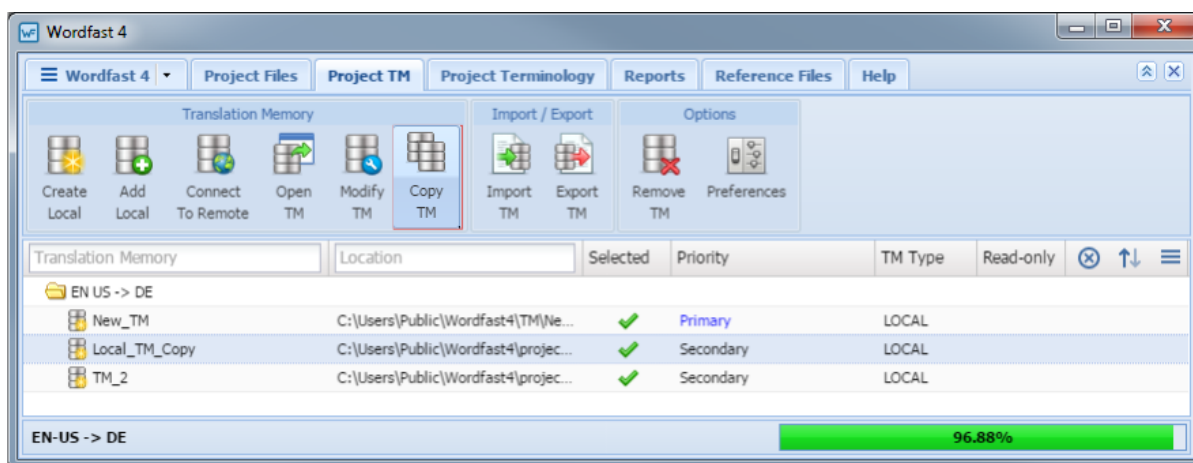 Wordfast 4
Wordfast 4 Project Files Project TM Project Terminology Reports Reference Files Help
Translation Memory Import / Export Options
Create Local
Add Local
Connect To Remote
Open TM
Modify TM
Copy TM
Import TM
Export TM
Remove TM
Preferences
Translation Memory Location Selected Priority TM Type Read-only
EN US -> DE
New_TM C:\Users\Public\Wordfast4\TM\Ne... Primary LOCAL
Local_TM_Copy C:\Users\Public\Wordfast4\projec... Secondary LOCAL
TM_2 C:\Users\Public\Wordfast4\projec... Secondary LOCAL
EN-US -> DE 96.88%